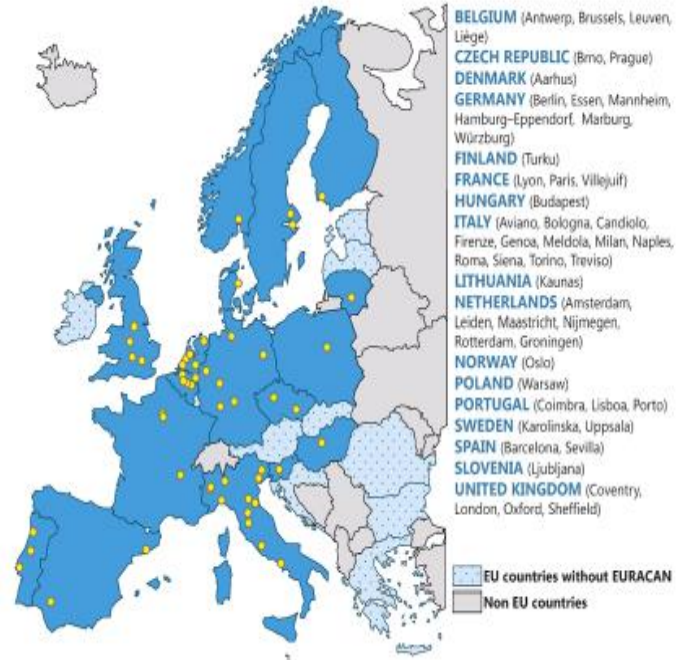 BELGIUM (Antwerp, Brussels, Leuven,
Liège)
CZECH REPUBLIC (Brno, Prague)
DENMARK (Aarhus)
GERMANY (Berlin, Essen, Mannheim,
Hamburg-Eppendorf, Marburg,
Würzburg)
FINLAND (Turku)
FRANCE (Lyon, Paris, Villejuif)
HUNGARY (Budapest)
ITALY (Aviano, Bologna, Candiolo,
Firenze, Genoa, Meldola, Milan, Naples,
Roma, Siena, Torino, Treviso)
LITHUANIA (Kaunas)
NETHERLANDS (Amsterdam,
Leiden, Maastricht, Nijmegen,
Rotterdam, Groningen)
NORWAY (Oslo)
POLAND (Warsaw)
PORTUGAL (Coimbra, Lisboa, Porto)
SWEDEN (Karolinska, Uppsala)
SPAIN (Barcelona, Sevilla)
SLOVENIA (Ljubljana)
UNITED KINGDOM (Coventry,
London, Oxford, Sheffield)
EU countries without EURACAN
Non EU countries